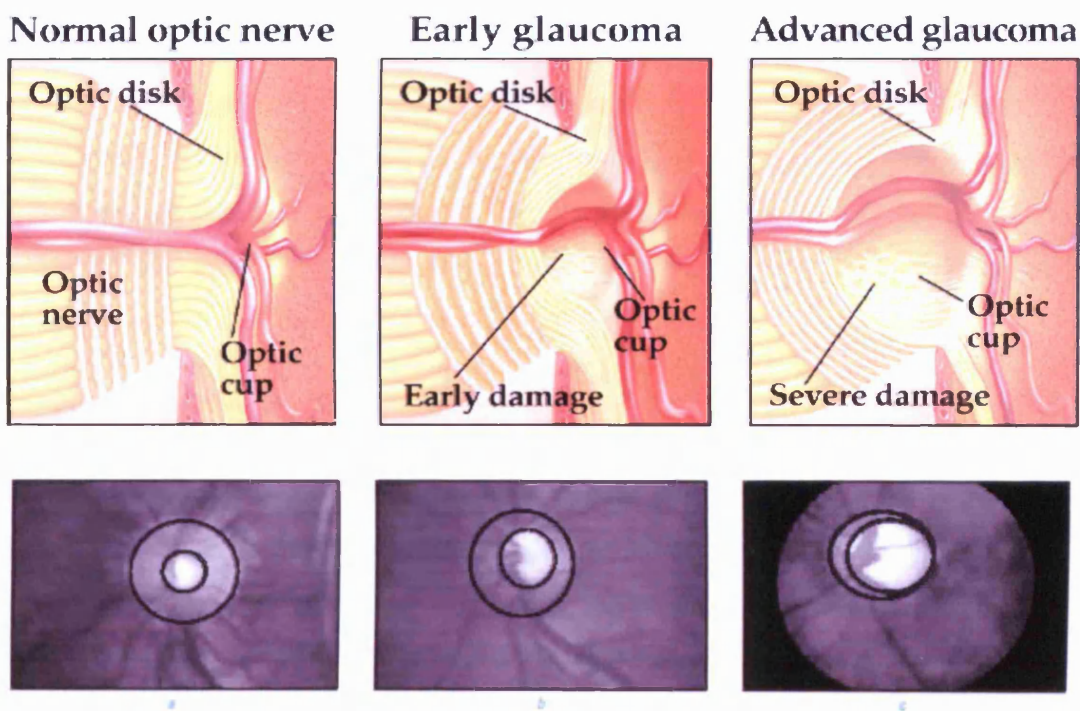 Normal optic nerve
Early glaucoma
Advanced glaucoma
Optic disk
Optic
nerve
Optic
cup
Optic disk
Optic
cup
Early damage
Optic disk
Optic
cup
Severe damage
a
b
c